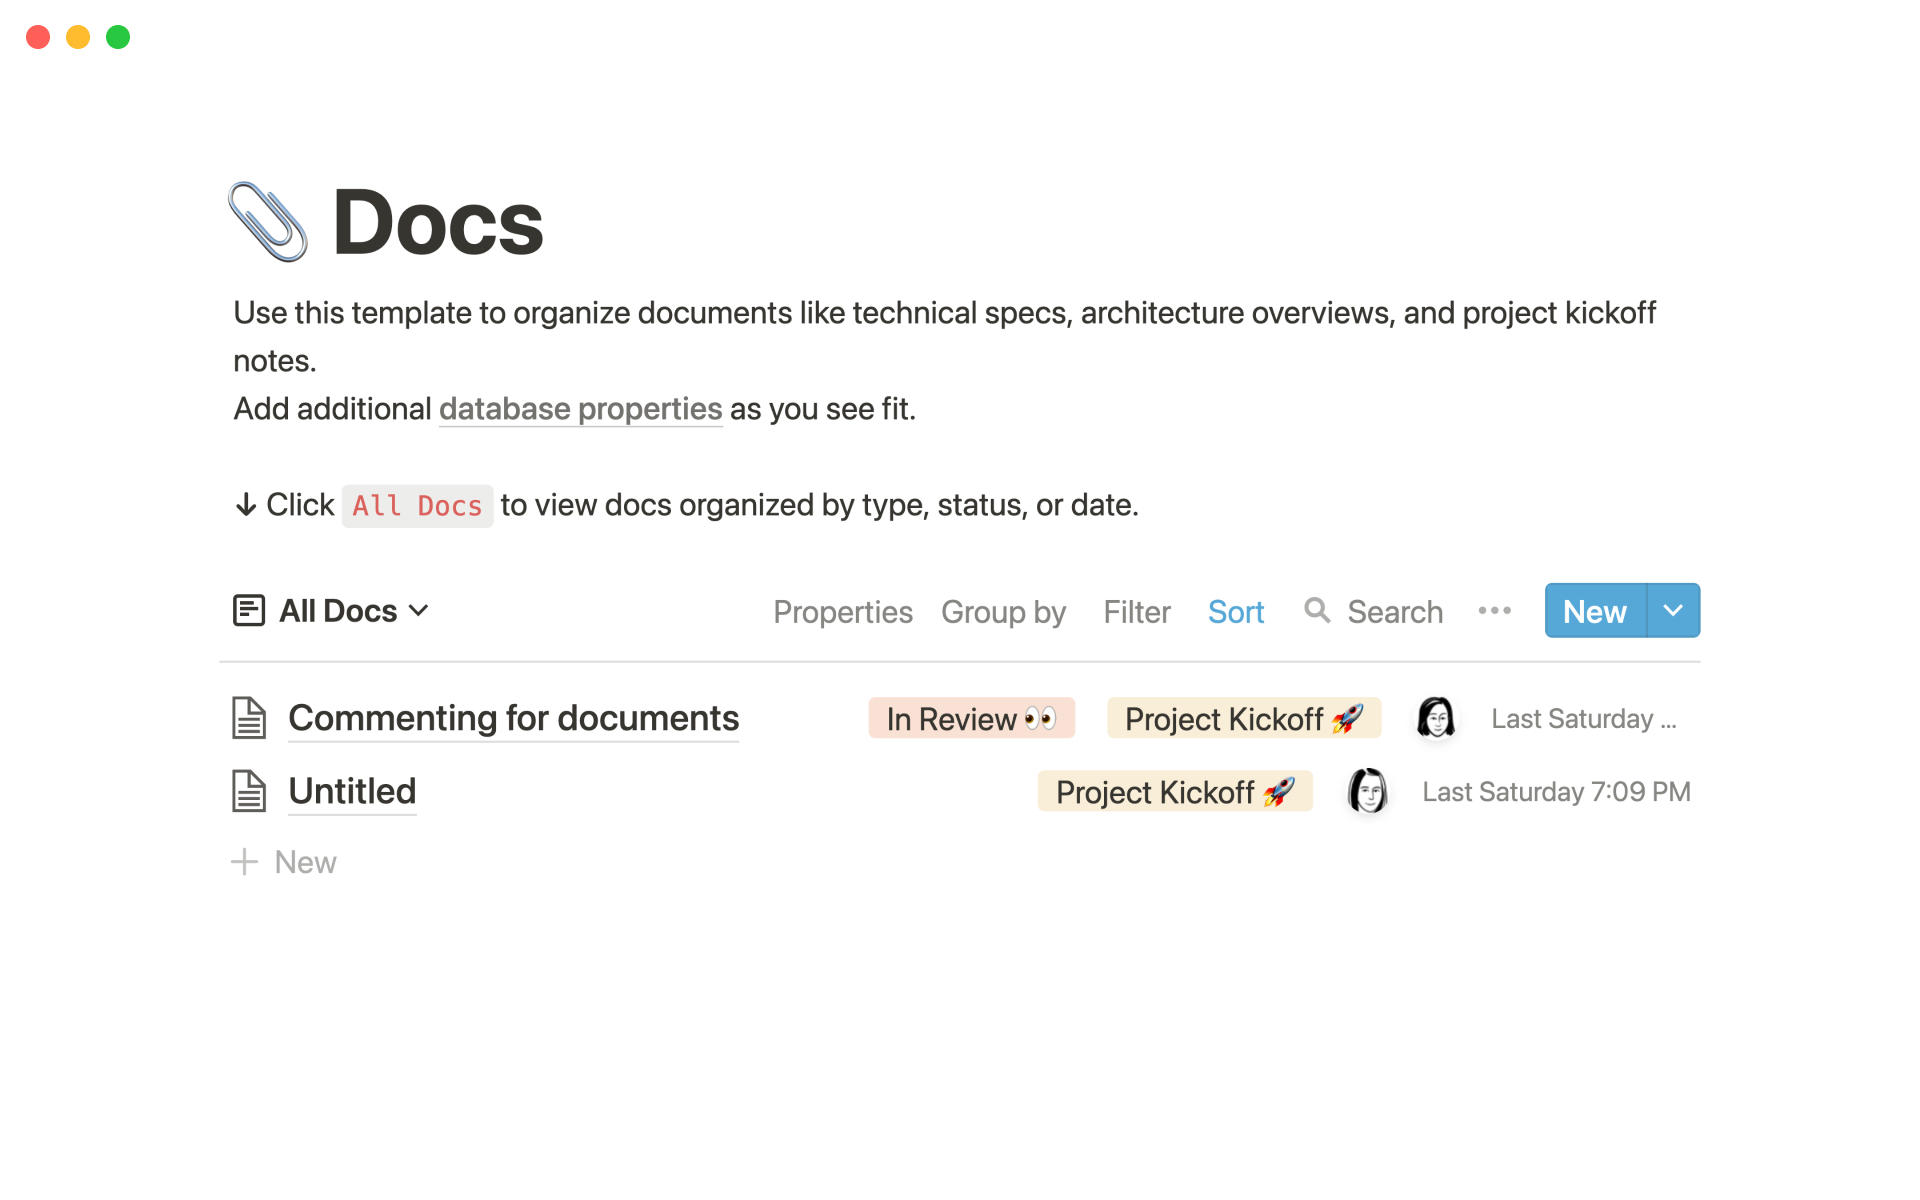 📎 Docs
Use this template to organize documents like technical specs, architecture overviews, and project kickoff
notes.
Add additional database properties as you see fit.
↓ Click All Docs to view docs organized by type, status, or date.
All Docs Properties Group by Filter Sort Search ••• New
Commenting for documents In Review 👀 Project Kickoff 🚀 Last Saturday ...
Untitled Project Kickoff 🚀 Last Saturday 7:09 PM
+ New